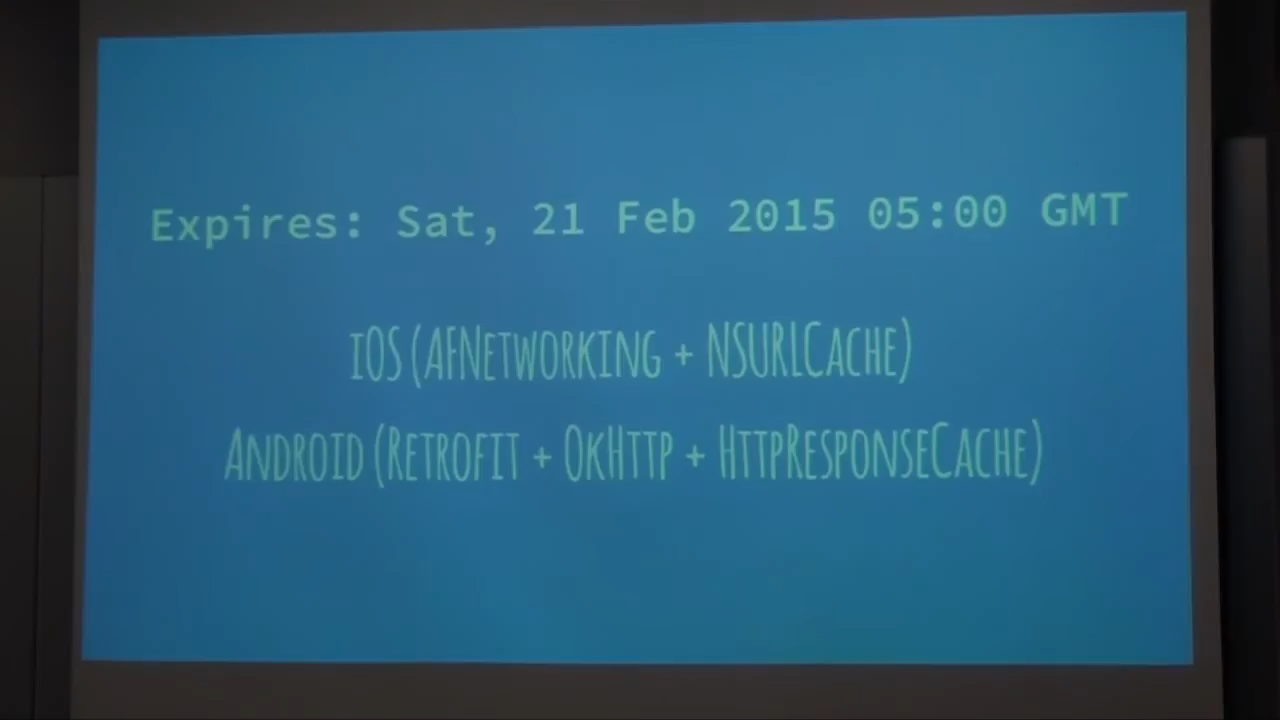 Expires: Sat, 21 Feb 2015 05:00 GMT
iOS (AFNetworking + NSURLCache)
Android (Retrofit + OkHttp + HttpResponseCache)